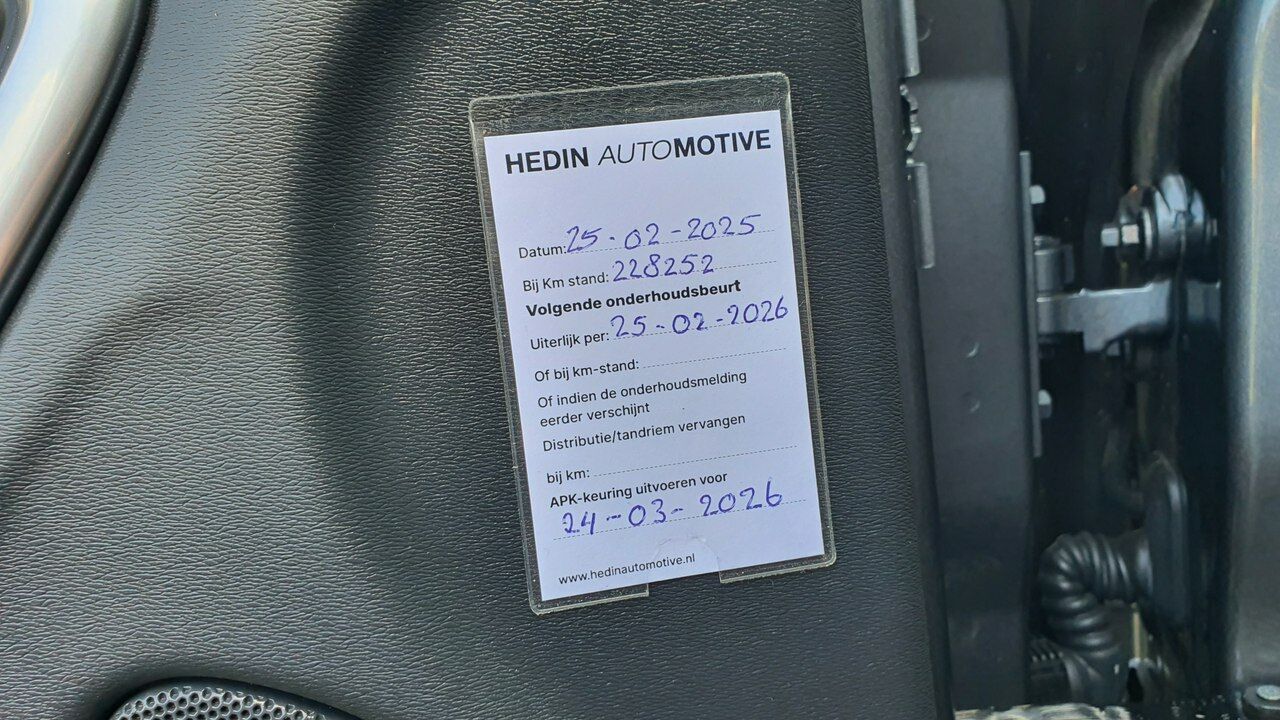 HEDIN AUTOMOTIVE
Datum: 25-02-2025
Bij Km stand: 228252
Volgende onderhoudsbeurt
Uiterlijk per: 25-02-2026
Of bij km-stand:
Of indien de onderhoudsmelding
eerder verschijnt
Distributie/tandriem vervangen
bij km:
APK-keuring uitvoeren voor
24-03-2026
www.hedinautomotive.nl